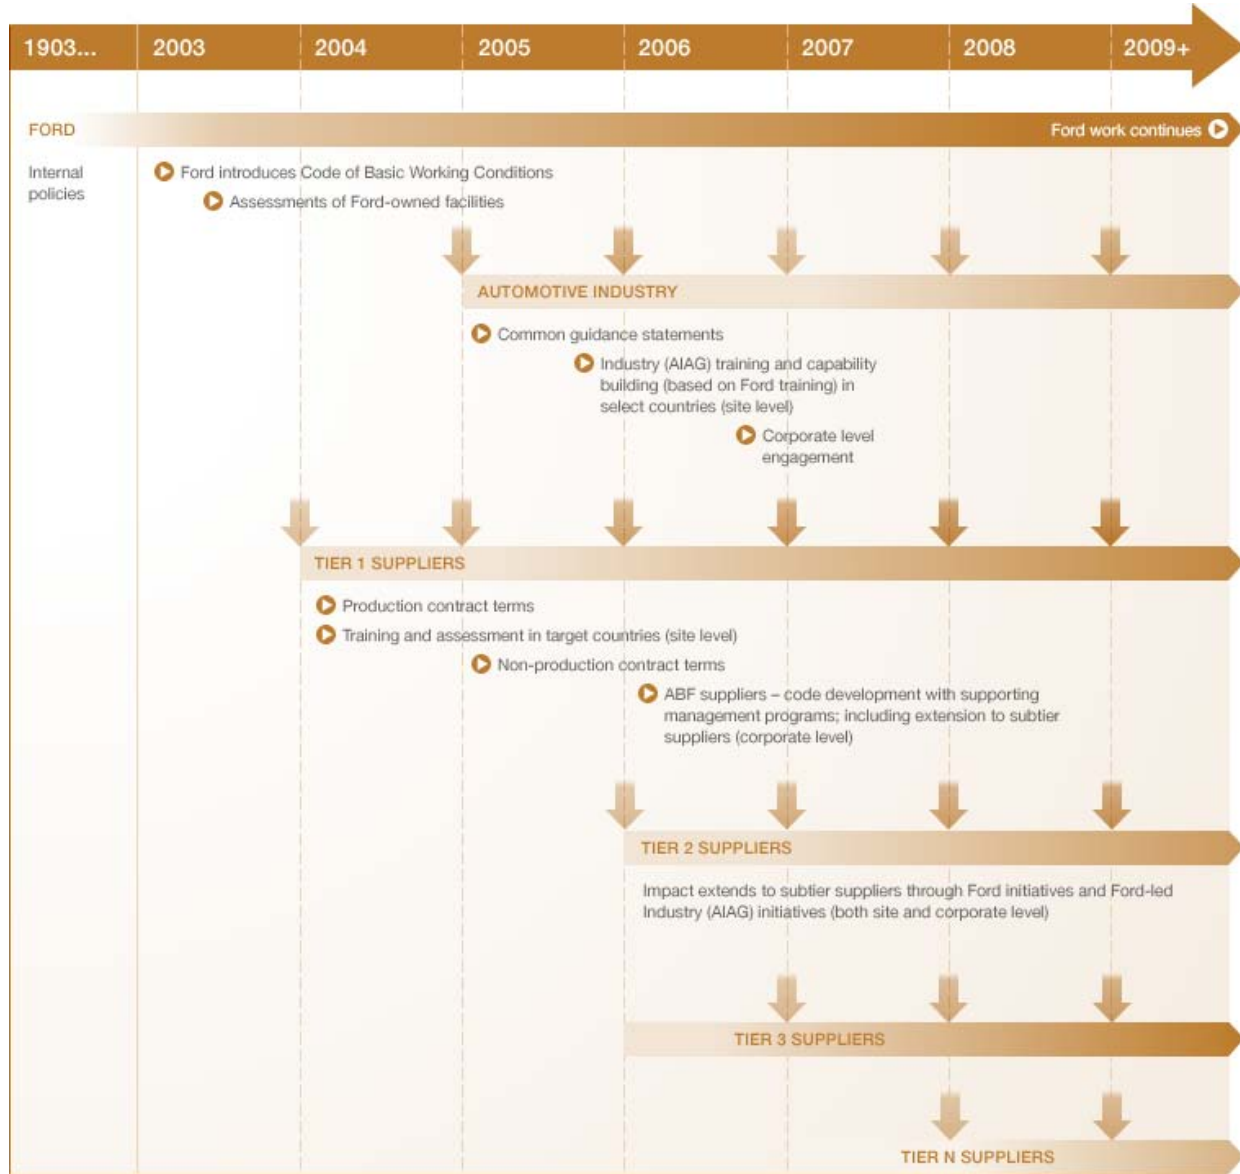 1903...
2003
2004
2005
2006
2007
2008
2009+
FORD
Ford work continues
Internal
policies
Ford introduces Code of Basic Working Conditions
Assessments of Ford-owned facilities
AUTOMOTIVE INDUSTRY
Common guidance statements
Industry (AIAG) training and capability
building (based on Ford training) in
select countries (site level)
Corporate level
engagement
TIER 1 SUPPLIERS
Production contract terms
Training and assessment in target countries (site level)
Non-production contract terms
ABF suppliers – code development with supporting
management programs; including extension to subtier
suppliers (corporate level)
TIER 2 SUPPLIERS
Impact extends to subtier suppliers through Ford initiatives and Ford-led
Industry (AIAG) initiatives (both site and corporate level)
TIER 3 SUPPLIERS
TIER N SUPPLIERS